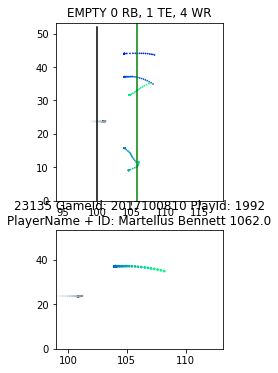 EMPTY 0 RB, 1 TE, 4 WR
50
40
30
20
10
0
95 100 105 110 115
23135 GameId: 2017100810 PlayId: 1992
PlayerName + ID: Martellus Bennett 1062.0
40
20
0
100 105 110